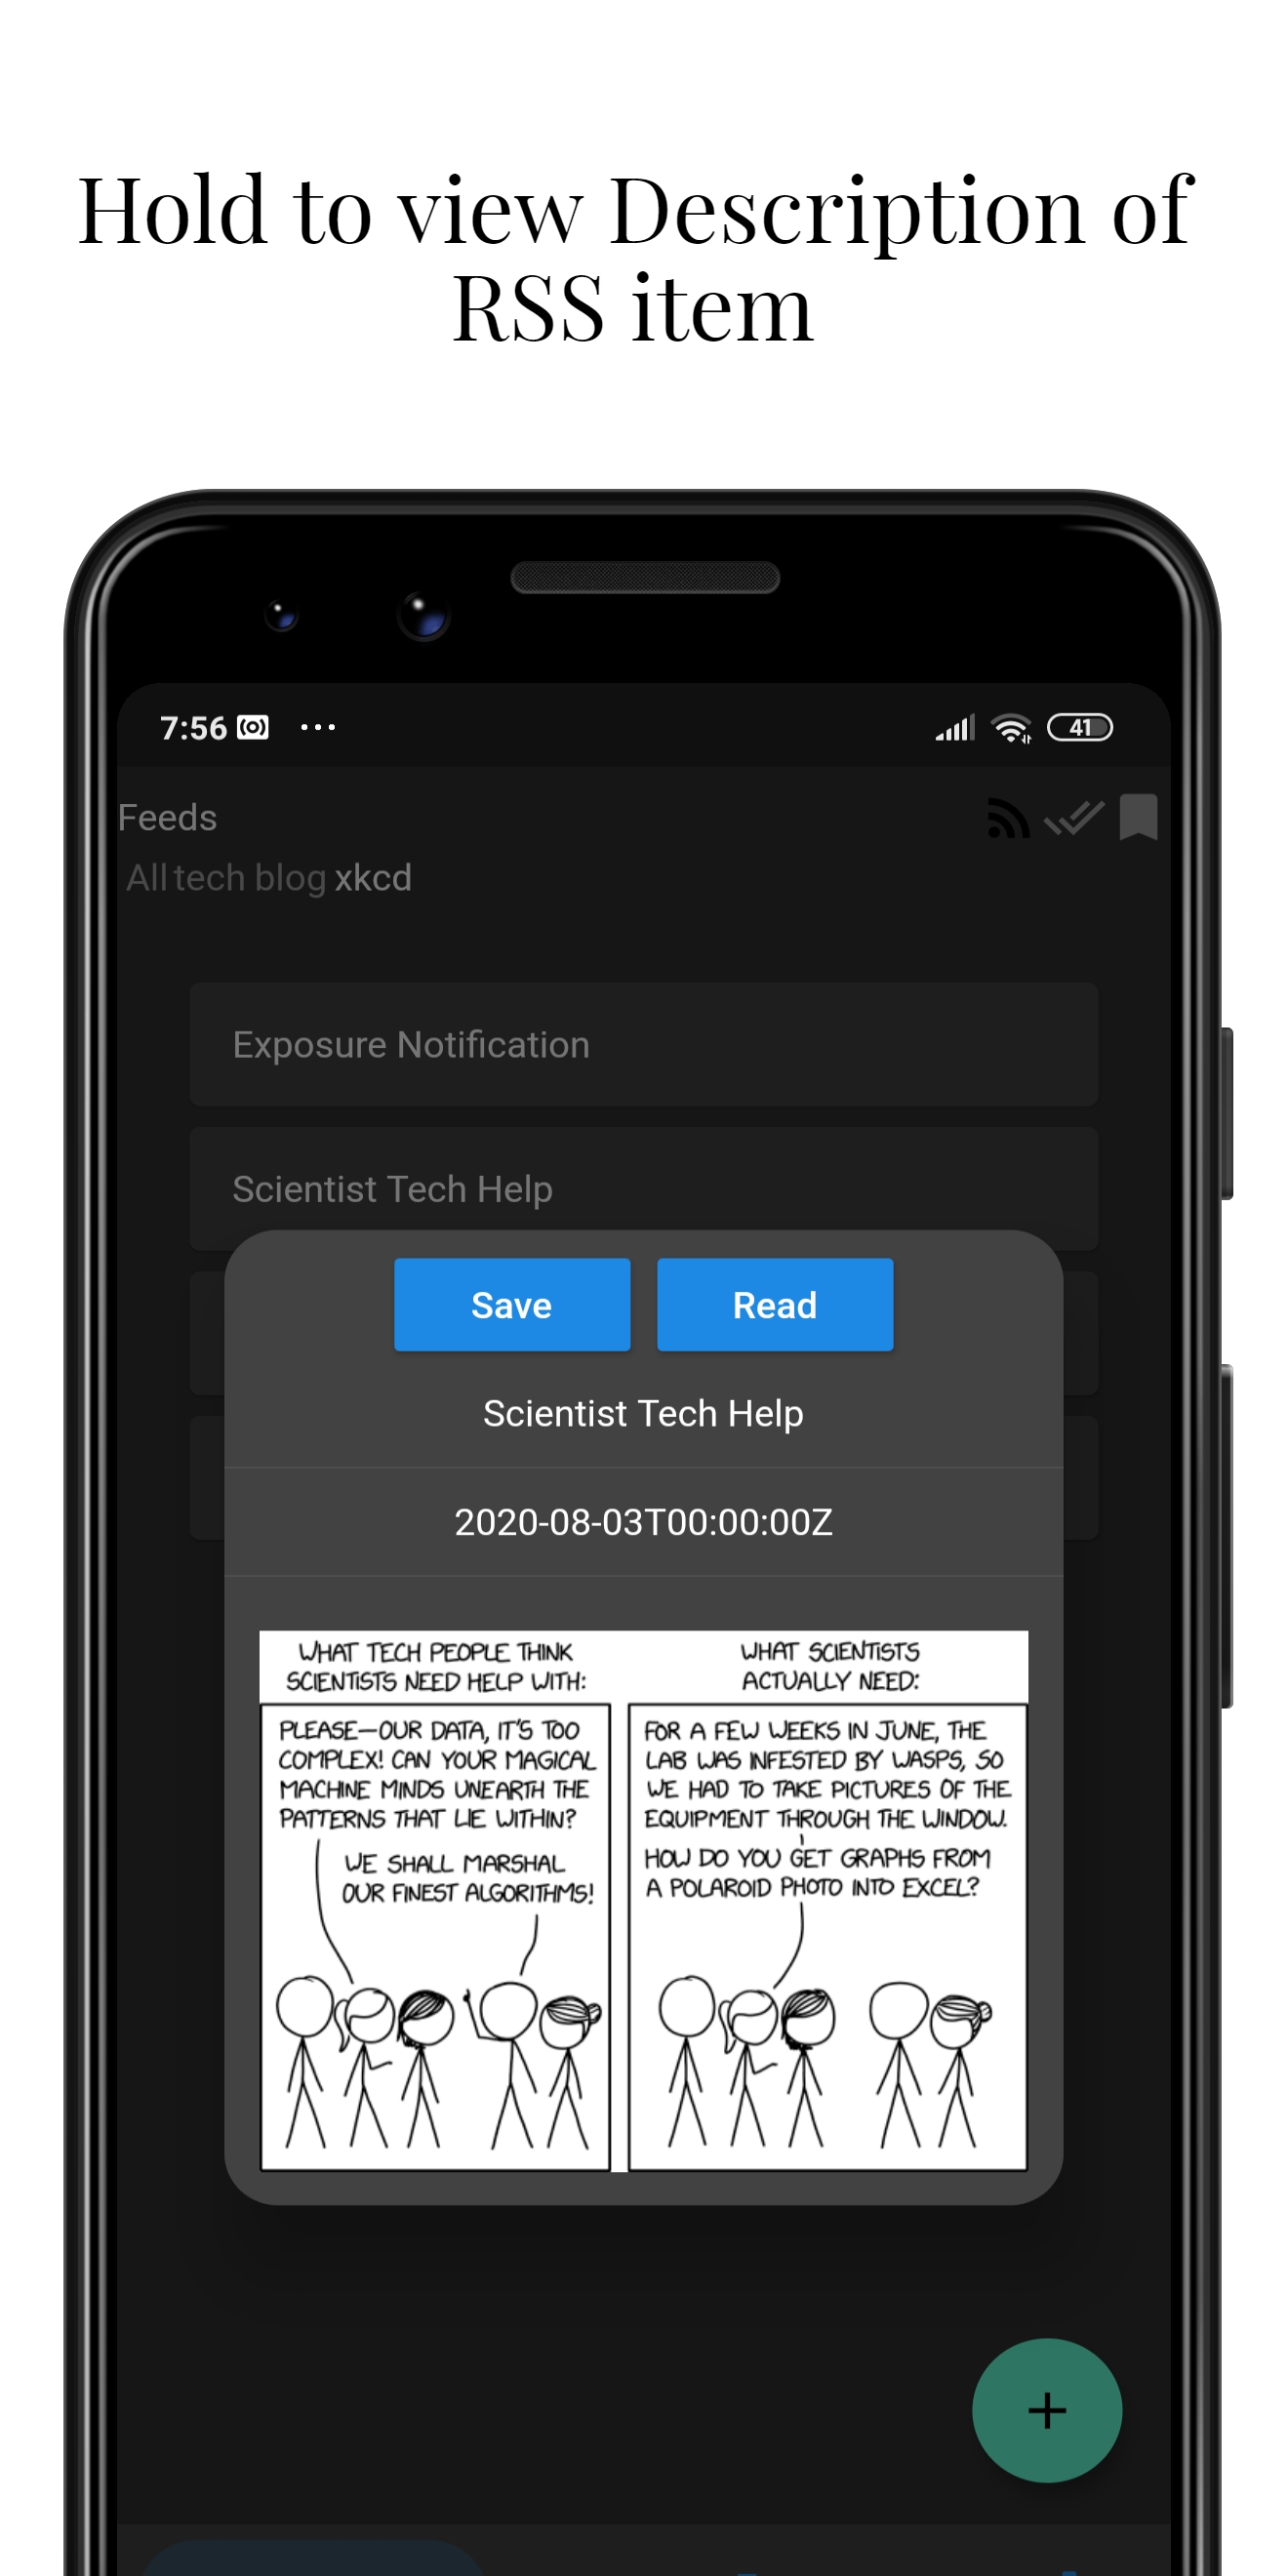 Hold to view Description of
RSS item
7:56
41
Feeds
All tech blog xkcd
Exposure Notification
Scientist Tech Help
Save Read
Scientist Tech Help
2020-08-03T00:00:00Z
WHAT TECH PEOPLE THINK
SCIENTISTS NEED HELP WITH:
PLEASE—OUR DATA, IT'S TOO
COMPLEX! CAN YOUR MAGICAL
MACHINE MINDS UNEARTH THE
PATTERNS THAT LIE WITHIN?
WE SHALL MARSHAL
OUR FINEST ALGORITHMS!
WHAT SCIENTISTS
ACTUALLY NEED:
FOR A FEW WEEKS IN JUNE, THE
LAB WAS INFESTED BY WASPS, SO
WE HAD TO TAKE PICTURES OF THE
EQUIPMENT THROUGH THE WINDOW.
HOW DO YOU GET GRAPHS FROM
A POLAROID PHOTO INTO EXCEL?